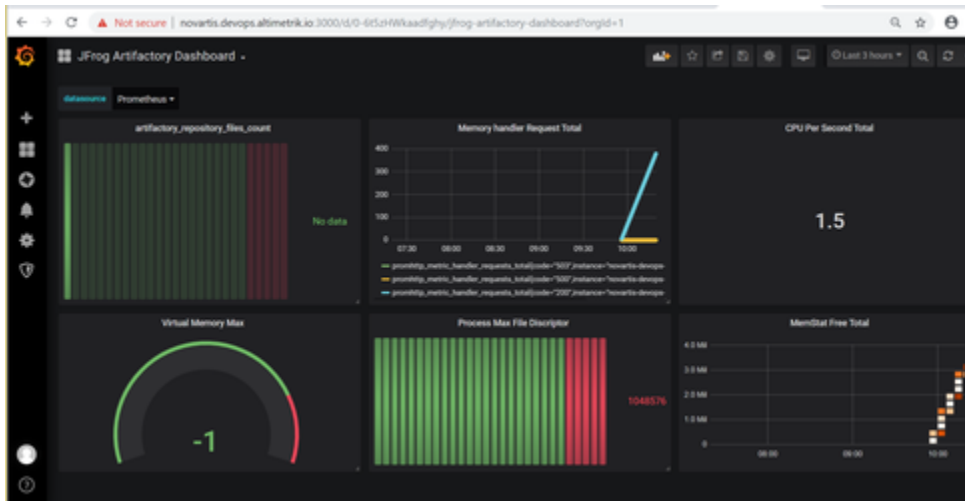 Not secure | novartis.devops.altimetrik.io:3000/d/0-6t5zHWkaadfghy/jfrog-artifactory-dashboard?orgId=1
JFrog Artifactory Dashboard
Last 3 hours
datasource Prometheus
artifactory_repository_files_count
No data
Memory handler Request Total
400
300
200
100
0
07:30 08:00 08:30 09:00 09:30 10:00
promhttp_metric_handler_requests_total{code="503",instance="novartis-devops-
promhttp_metric_handler_requests_total{code="500",instance="novartis-devops-
promhttp_metric_handler_requests_total{code="200",instance="novartis-devops-
CPU Per Second Total
1.5
Virtual Memory Max
-1
Process Max File Discriptor
1048576
MemStat Free Total
4.0 Mil
3.0 Mil
2.0 Mil
1.0 Mil
0
08:00 09:00 10:00